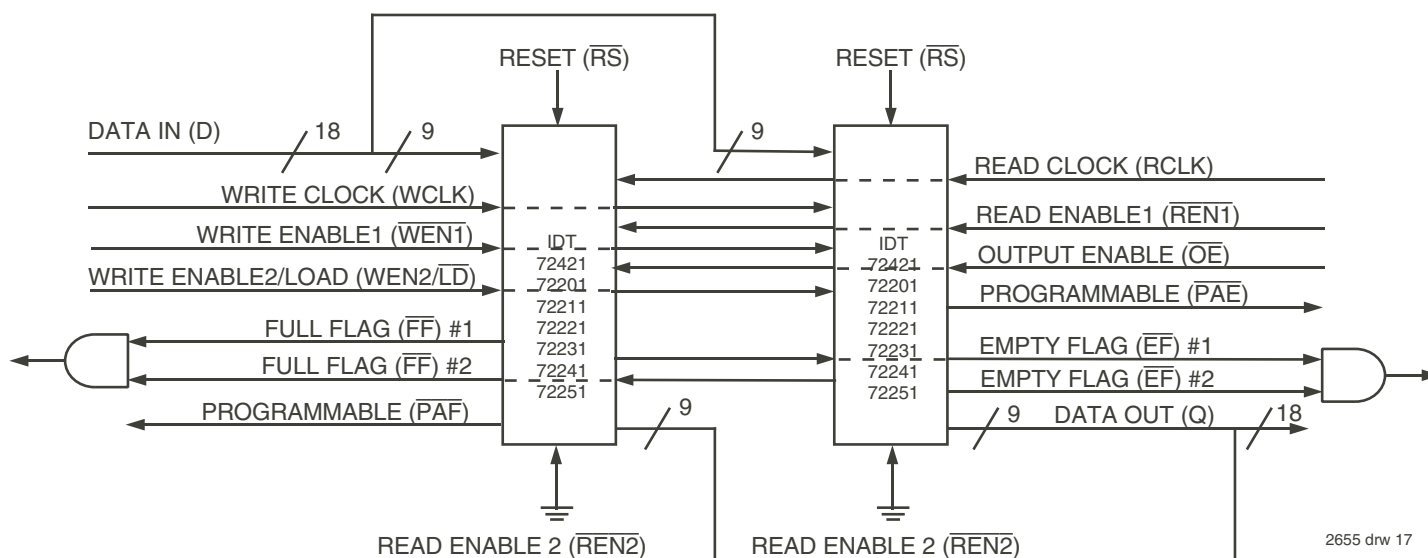 RESET (RS)
RESET (RS)
DATA IN (D)
18
9
9
READ CLOCK (RCLK)
WRITE CLOCK (WCLK)
READ ENABLE1 (REN1)
WRITE ENABLE1 (WEN1)
IDT
72421
72201
72211
72221
72231
72241
72251
IDT
72421
72201
72211
72221
72231
72241
72251
OUTPUT ENABLE (OE)
WRITE ENABLE2/LOAD (WEN2/LD)
PROGRAMMABLE (PAE)
FULL FLAG (FF) #1
EMPTY FLAG (EF) #1
FULL FLAG (FF) #2
EMPTY FLAG (EF) #2
PROGRAMMABLE (PAF)
9
9
DATA OUT (Q)
18
READ ENABLE 2 (REN2)
READ ENABLE 2 (REN2)
2655 drw 17